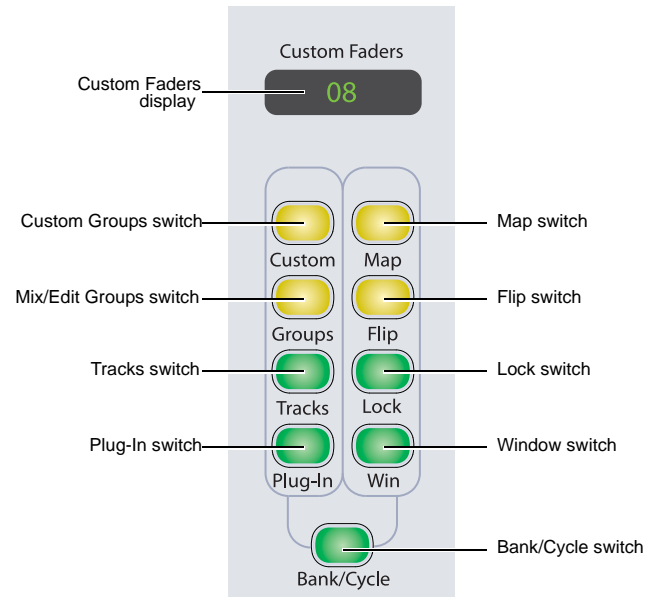 Custom Faders
Custom Faders
display
08
Custom Groups switch
Map switch
Custom
Map
Mix/Edit Groups switch
Flip switch
Groups
Flip
Tracks switch
Lock switch
Tracks
Lock
Plug-In switch
Window switch
Plug-In
Win
Bank/Cycle switch
Bank/Cycle